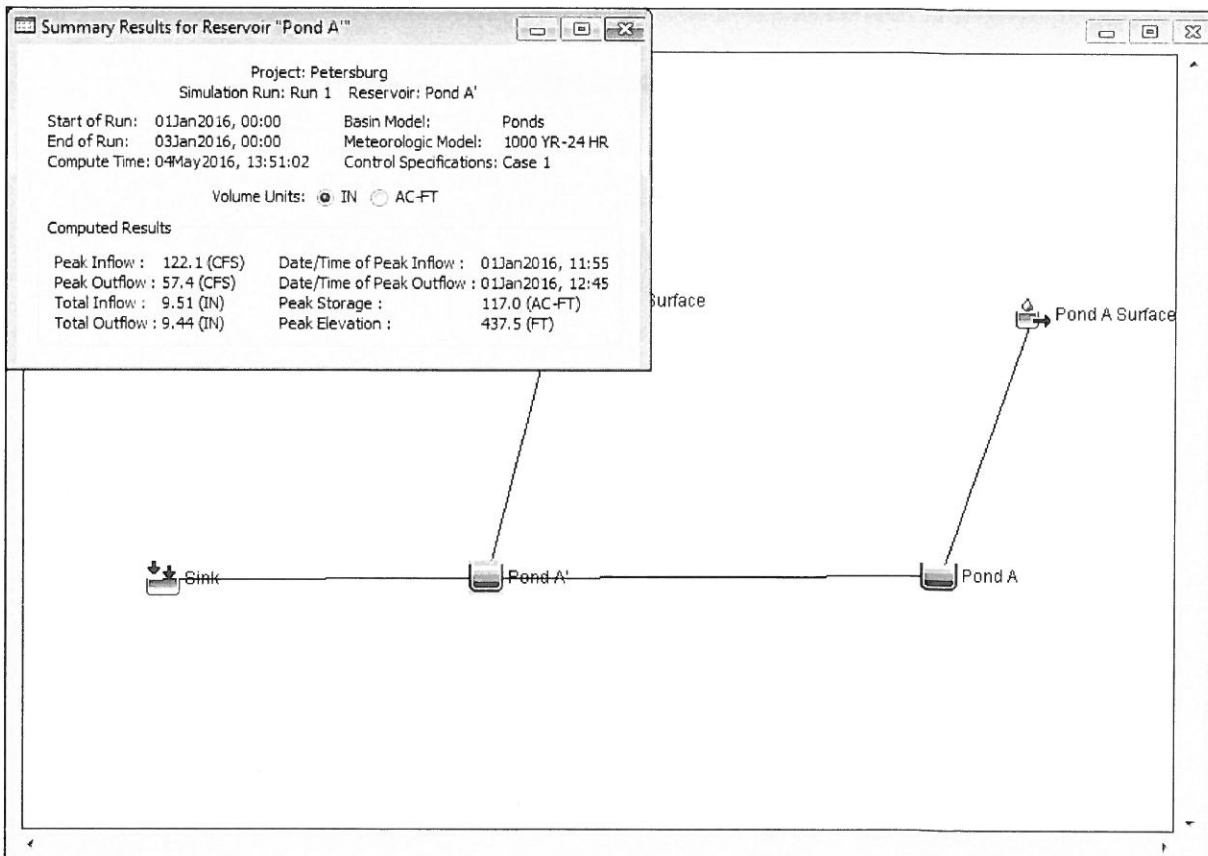 Summary Results for Reservoir "Pond A'"
Project: Petersburg
Simulation Run: Run 1 Reservoir: Pond A'
Start of Run: 01Jan2016, 00:00 Basin Model: Ponds
End of Run: 03Jan2016, 00:00 Meteorologic Model: 1000 YR-24 HR
Compute Time: 04May2016, 13:51:02 Control Specifications: Case 1
Volume Units: IN AC-FT
Computed Results
Peak Inflow : 122.1 (CFS) Date/Time of Peak Inflow : 01Jan2016, 11:55
Peak Outflow : 57.4 (CFS) Date/Time of Peak Outflow : 01Jan2016, 12:45
Total Inflow : 9.51 (IN) Peak Storage : 117.0 (AC-FT)
Total Outflow : 9.44 (IN) Peak Elevation : 437.5 (FT)
Surface
Pond A Surface
Sink
Pond A'
Pond A